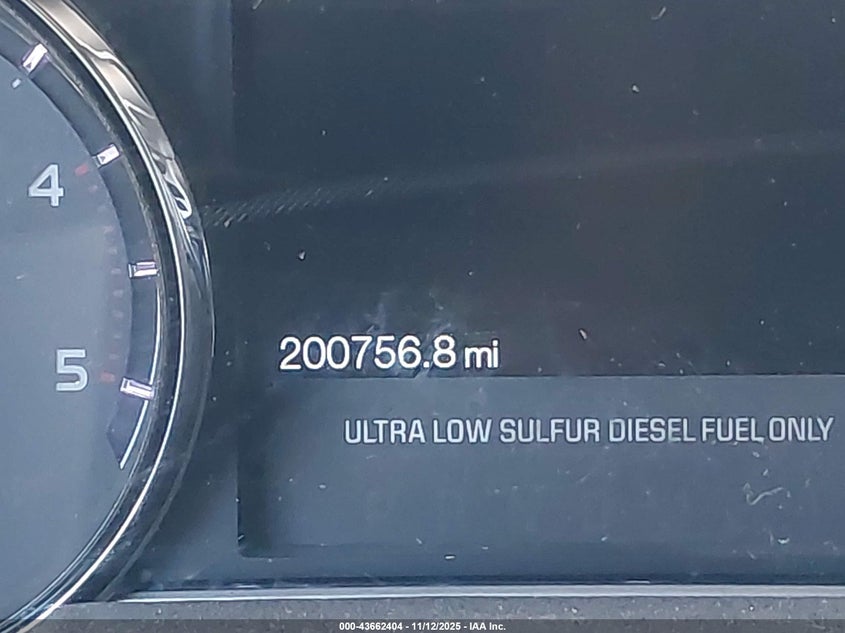 4
5
200756.8 mi
ULTRA LOW SULFUR DIESEL FUEL ONLY
000-43662404 - 11/12/2025 - IAA Inc.